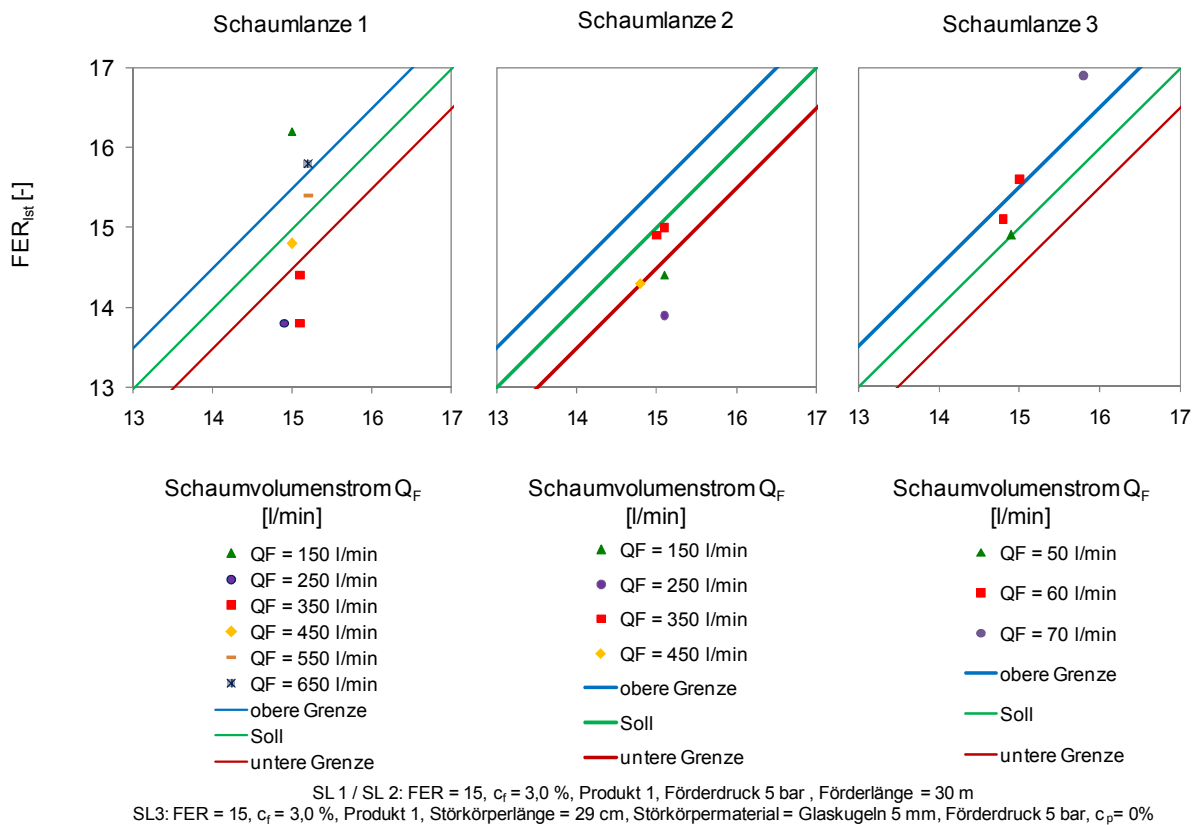 Schaumlanze 1
Schaumlanze 2
Schaumlanze 3
FER_Ist [-]
17
16
15
14
13
13 14 15 16 17
13 14 15 16 17
13 14 15 16 17
Schaumvolumenstrom Q_F
[l/min]
QF = 150 l/min
QF = 250 l/min
QF = 350 l/min
QF = 450 l/min
QF = 550 l/min
QF = 650 l/min
obere Grenze
Soll
untere Grenze
Schaumvolumenstrom Q_F
[l/min]
QF = 150 l/min
QF = 250 l/min
QF = 350 l/min
QF = 450 l/min
obere Grenze
Soll
untere Grenze
Schaumvolumenstrom Q_F
[l/min]
QF = 50 l/min
QF = 60 l/min
QF = 70 l/min
obere Grenze
Soll
untere Grenze
SL 1 / SL 2: FER = 15, c_f = 3,0 %, Produkt 1, Förderdruck 5 bar , Förderlänge = 30 m
SL3: FER = 15, c_f = 3,0 %, Produkt 1, Störkörperlänge = 29 cm, Störkörpermaterial = Glaskugeln 5 mm, Förderdruck 5 bar, c_p= 0%